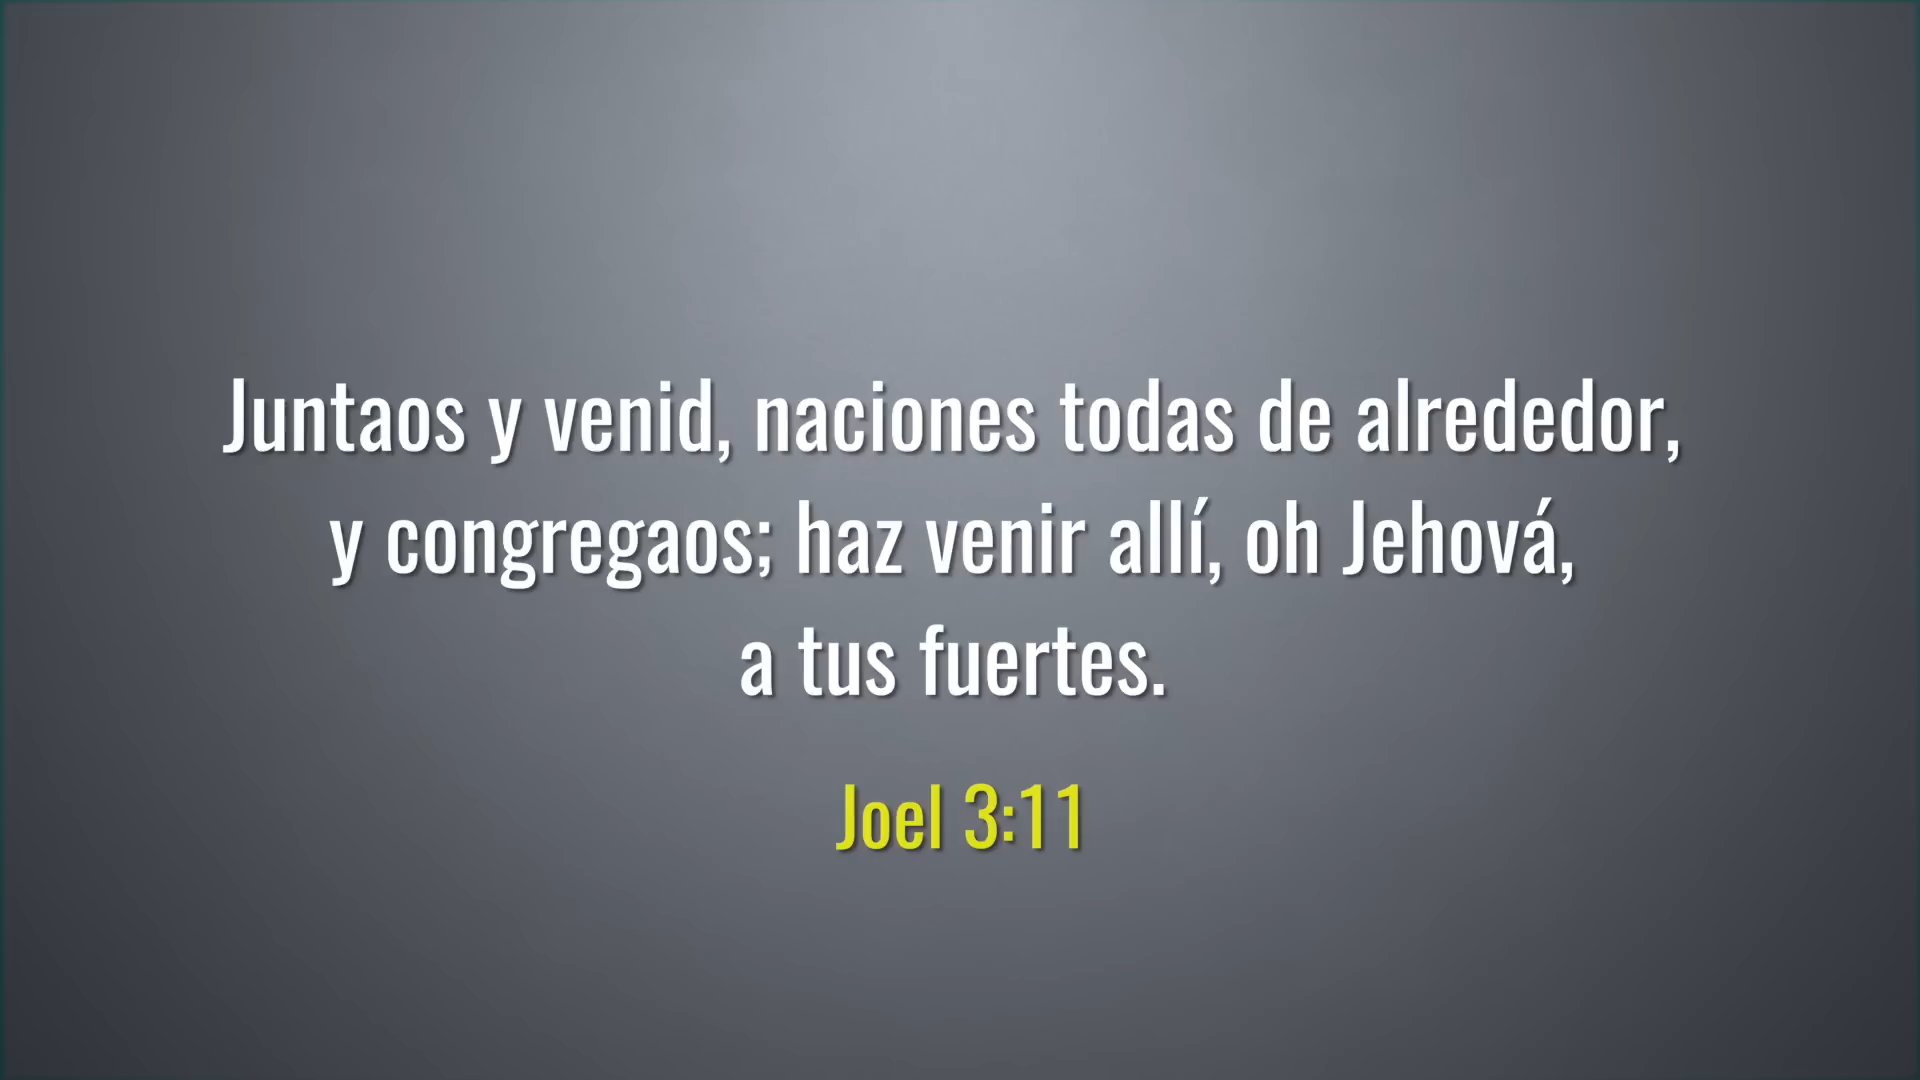 Juntaos y venid, naciones todas de alrededor,
y congregaos; haz venir allí, oh Jehová,
a tus fuertes.
Joel 3:11